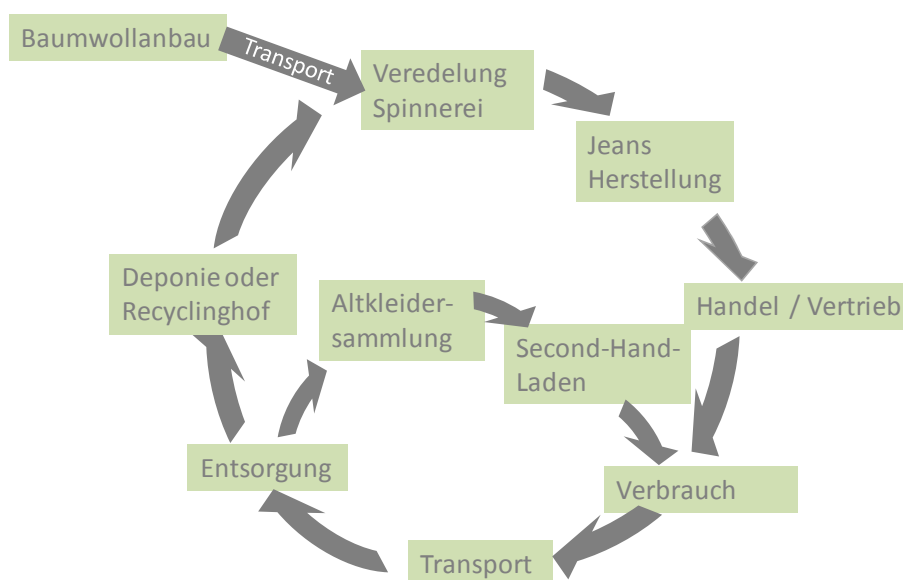 Baumwollanbau
Transport
Veredelung
Spinnerei
Jeans
Herstellung
Deponie oder
Recyclinghof
Altkleider-
sammlung
Handel / Vertrieb
Second-Hand-
Laden
Entsorgung
Verbrauch
Transport